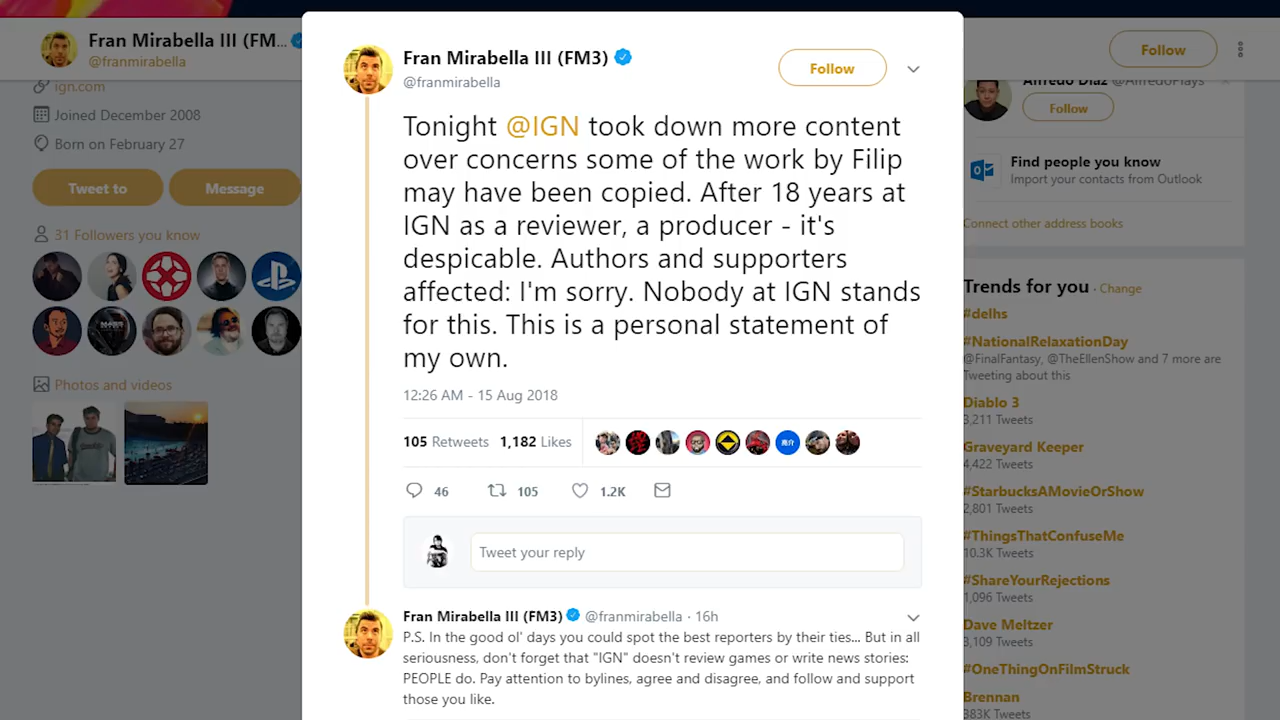 Fran Mirabella III (FM...
@franmirabella
Follow
ign.com
Joined December 2008
Born on February 27
Tweet to
Message
31 Followers you know
Photos and videos
Fran Mirabella III (FM3)
@franmirabella
Follow
Tonight @IGN took down more content
over concerns some of the work by Filip
may have been copied. After 18 years at
IGN as a reviewer, a producer - it's
despicable. Authors and supporters
affected: I'm sorry. Nobody at IGN stands
for this. This is a personal statement of
my own.
12:26 AM - 15 Aug 2018
105 Retweets 1,182 Likes
46 105 1.2K
Tweet your reply
Fran Mirabella III (FM3) @franmirabella · 16h
P.S. In the good ol' days you could spot the best reporters by their ties... But in all
seriousness, don't forget that "IGN" doesn't review games or write news stories:
PEOPLE do. Pay attention to bylines, agree and disagree, and follow and support
those you like.
Alfredo Diaz @AlfredoPlays
Follow
Find people you know
Import your contacts from Outlook
Connect other address books
Trends for you · Change
#delhs
#NationalRelaxationDay
@FinalFantasy, @TheEllenShow and 7 more are
Tweeting about this
Diablo 3
3,211 Tweets
Graveyard Keeper
4,422 Tweets
#StarbucksAMovieOrShow
2,801 Tweets
#ThingsThatConfuseMe
10.3K Tweets
#ShareYourRejections
1,096 Tweets
Dave Meltzer
3,109 Tweets
#OneThingOnFilmStruck
Brennan
383K Tweets